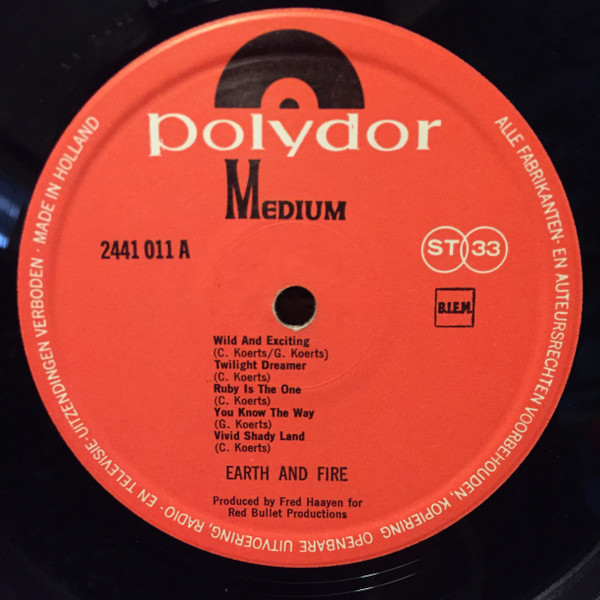 polydor
MEDIUM
2441 011 A
ST 33
B.I.E.M.
Wild And Exciting
(C. Koerts/G. Koerts)
Twilight Dreamer
(C. Koerts)
Ruby Is The One
(C. Koerts)
You Know The Way
(G. Koerts)
Vivid Shady Land
(C. Koerts)
EARTH AND FIRE
Produced by Fred Haayen for
Red Bullet Productions
ALLE FABRIKANTEN- EN AUTEURSRECHTEN VOORBEHOUDEN, KOPIERING, OPENBARE UITVOERING, RADIO- EN TELEVISIE-UITZENDINGEN VERBODEN · MADE IN HOLLAND